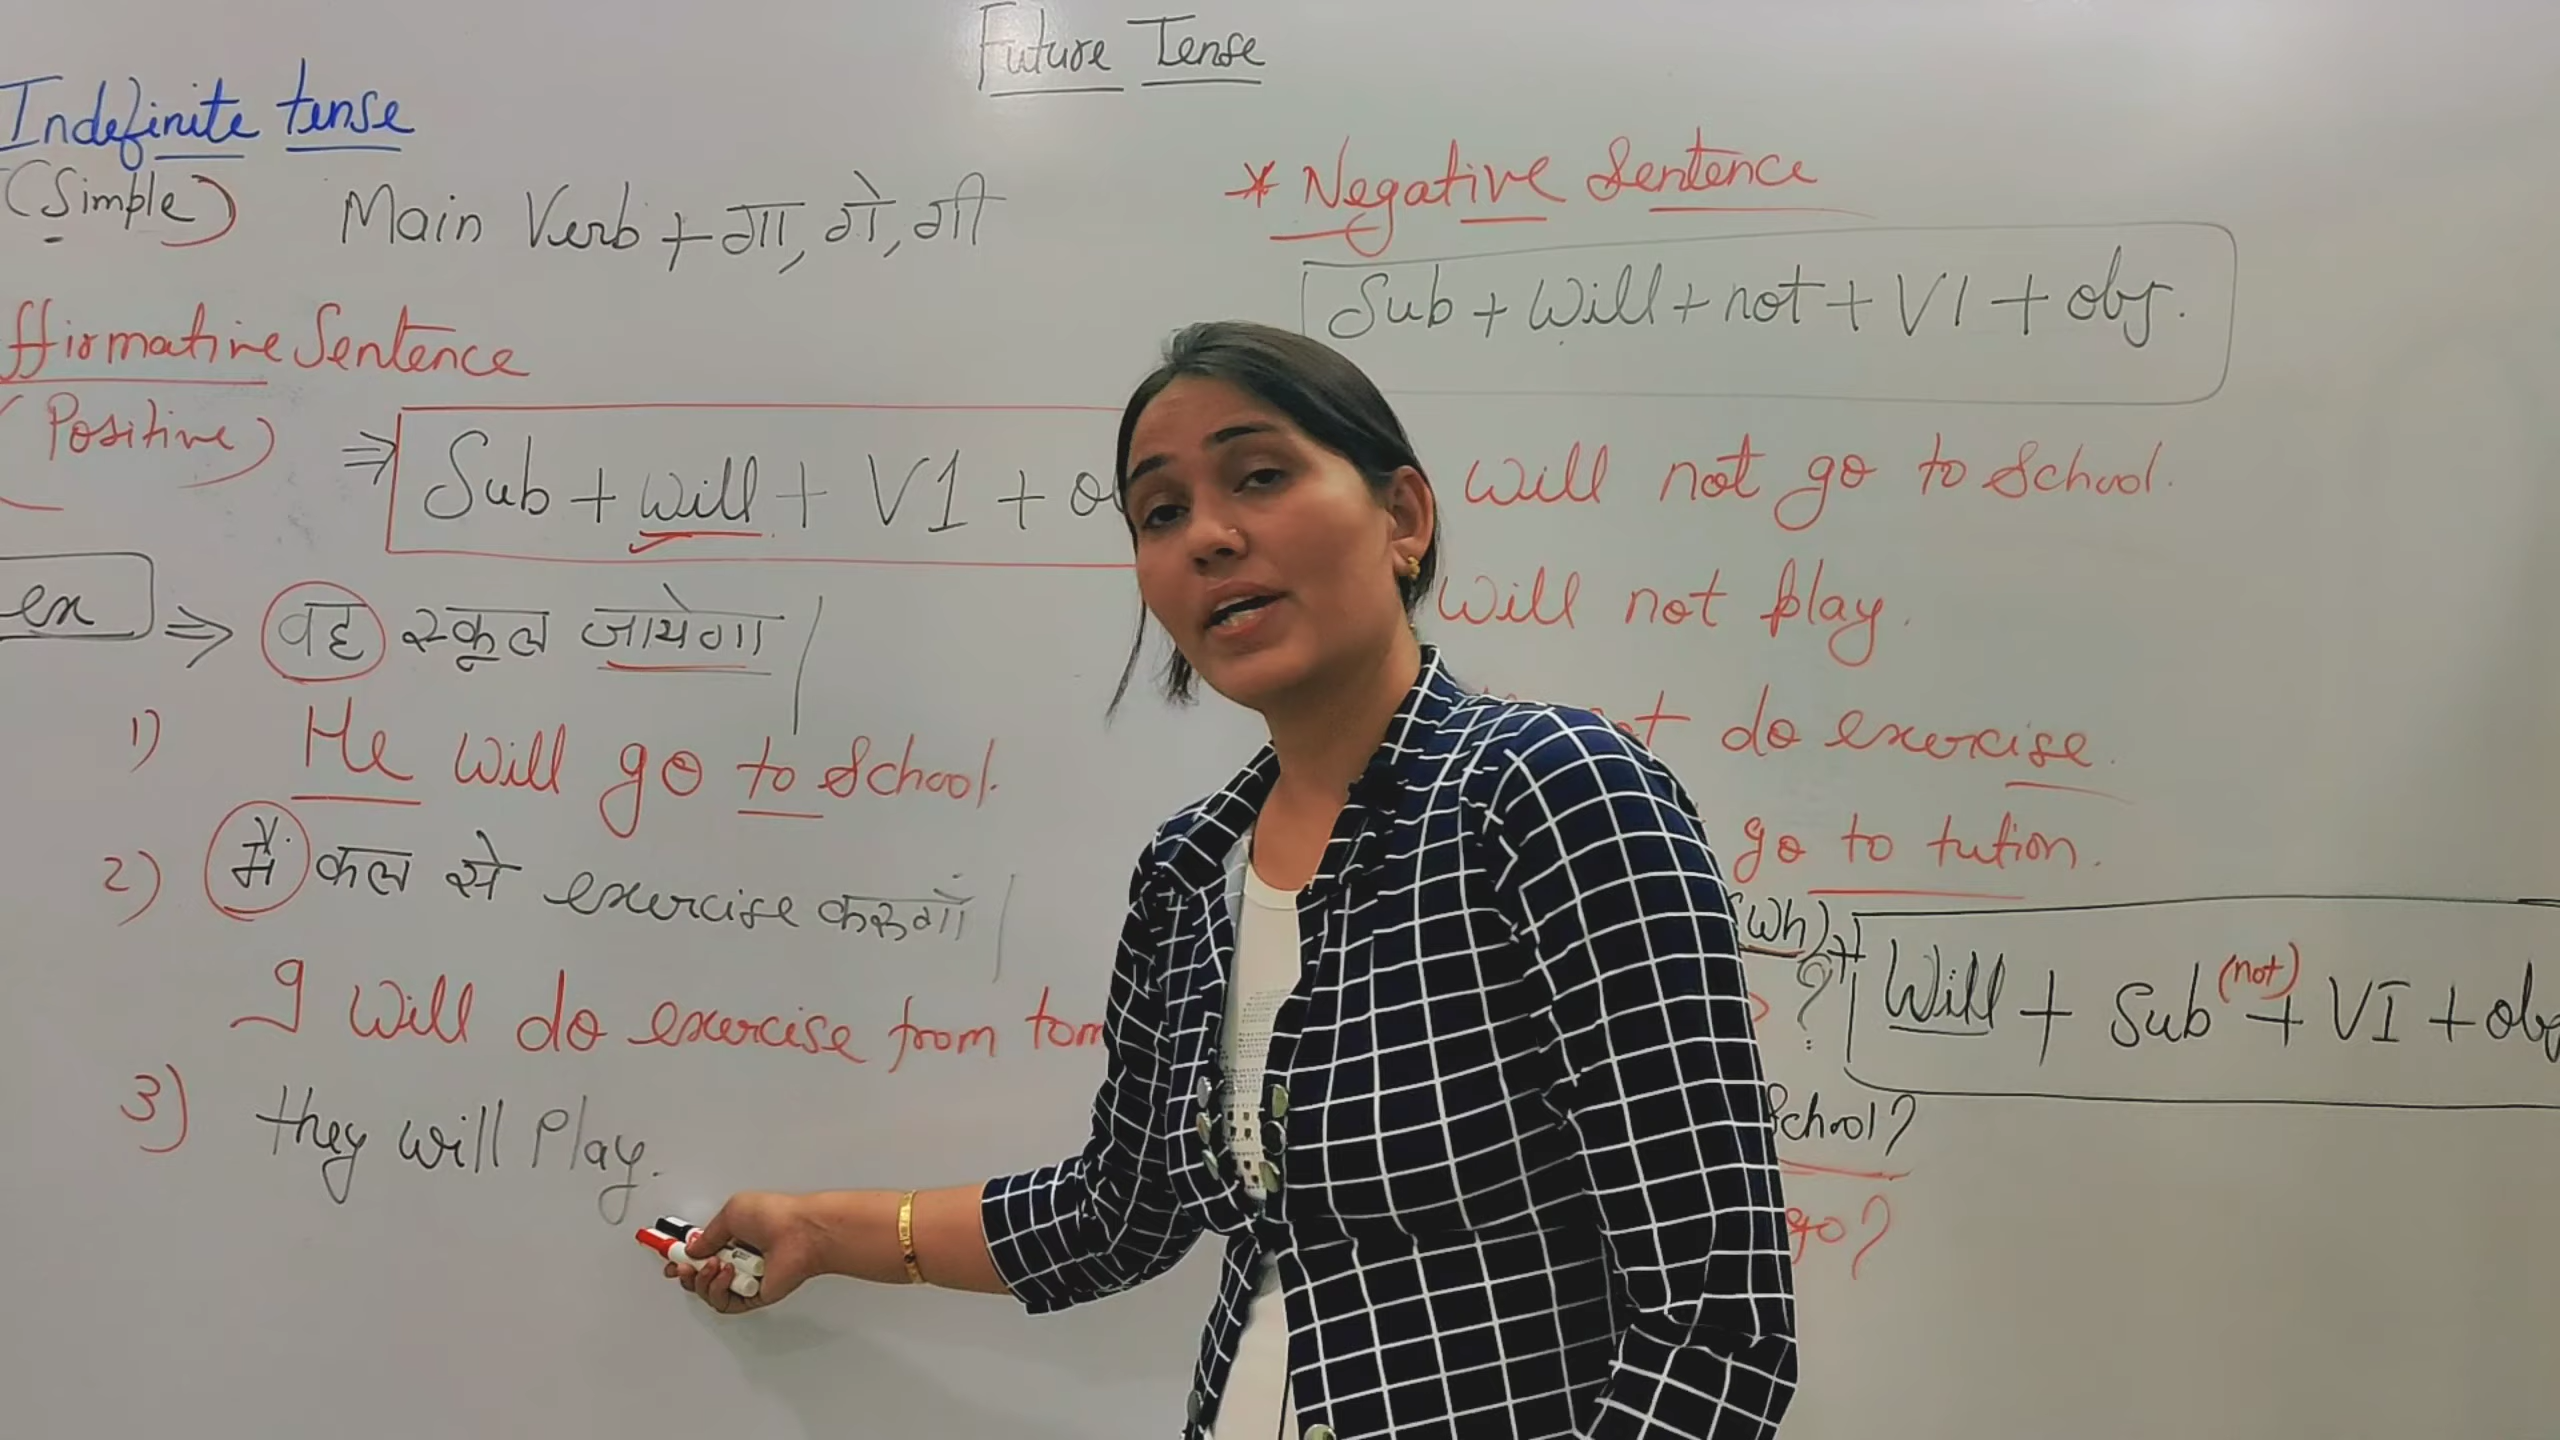 Future Tense
Indefinite tense
(Simple)
Main Verb + गा, गे, गी
ffirmative Sentence
(Positive)
⇒ Sub + will + V1 +
ex ⇒ वह स्कूल जायेगा।
1) He will go to School.
2) मैं कल से exercise करूगाँ।
I will do exercise from tom
3) they will Play.
* Negative Sentence
Sub + Will + not + V1 + obj.
will not go to School.
will not play.
do exercise.
go to tution.
(Wh) +
? Will + Sub (not) + VI + obj
School?
go?